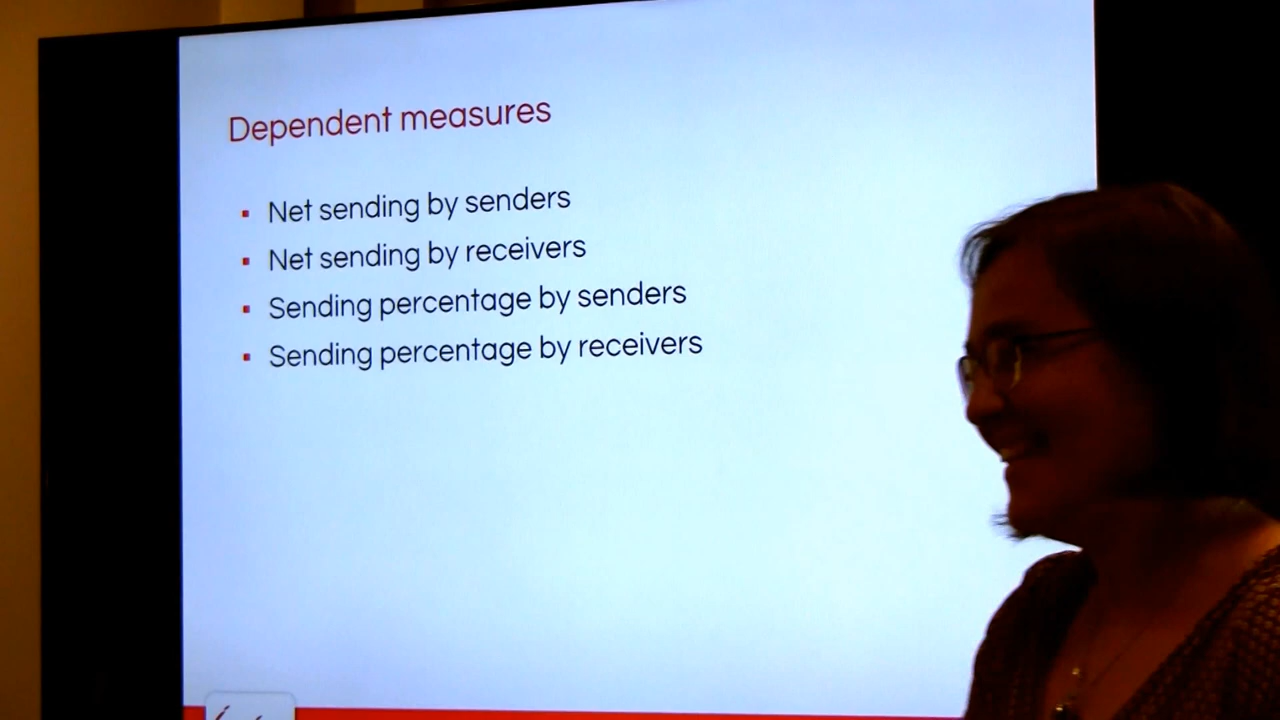 Dependent measures
Net sending by senders
Net sending by receivers
Sending percentage by senders
Sending percentage by receivers